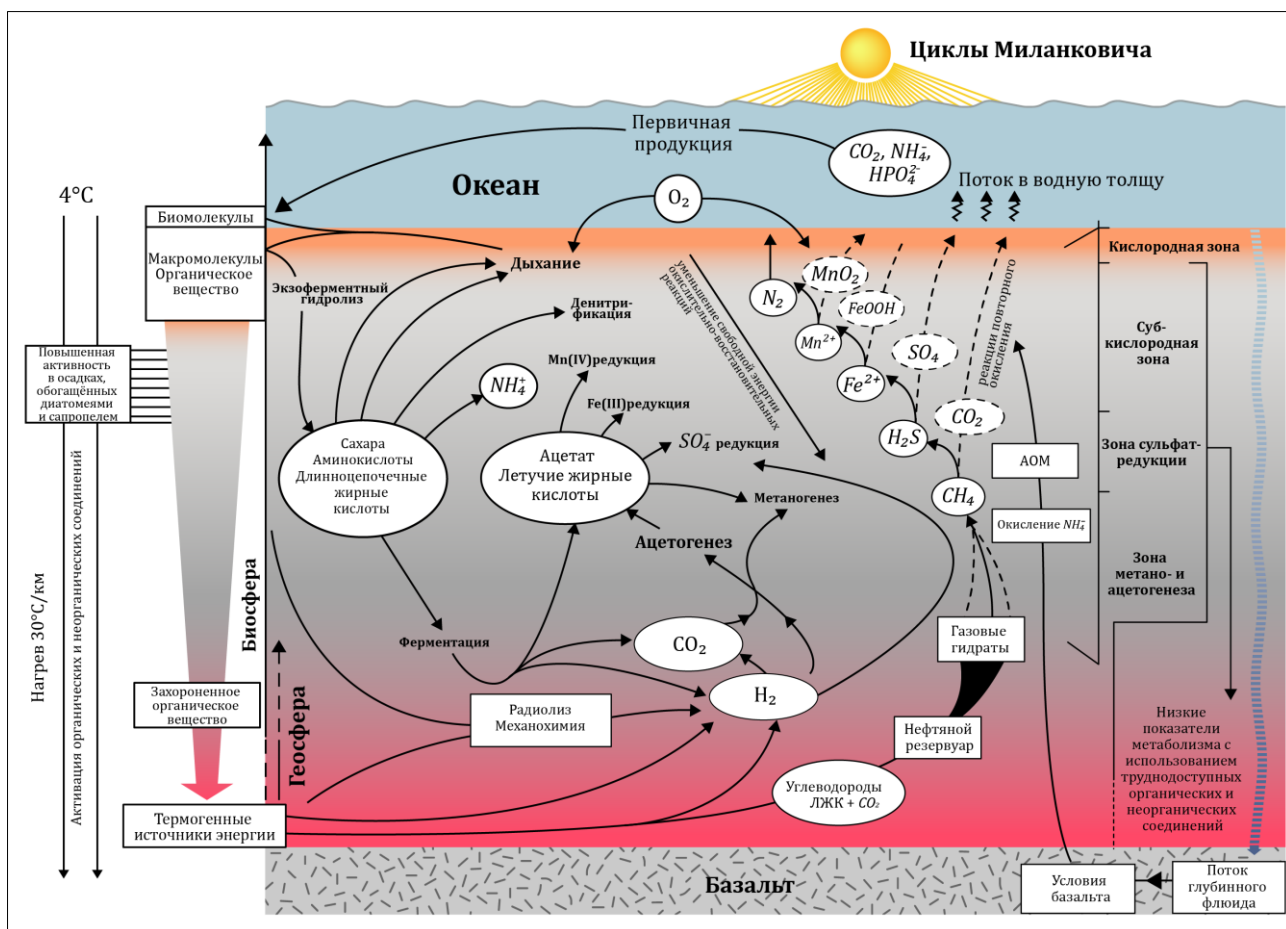 Циклы Миланковича
Первичная
продукция
CO₂, NH₄⁻,
HPO₄²⁻
Океан
O₂
Поток в водную толщу
4°C
Биомолекулы
Макромолекулы
Органическое
вещество
Экзоферментный
гидролиз
Дыхание
Кислородная зона
уменьшение свободной энергии
окислительно-восстановительных
реакций
N₂
MnO₂
FeOOH
Mn²⁺
SO₄
Fe²⁺
CO₂
H₂S
CH₄
реакции повторного
окисления
Суб-
кислородная
зона
Денитри-
фикация
Mn(IV)редукция
NH₄⁺
Fe(III)редукция
SO₄⁻ редукция
Повышенная
активность
в осадках,
обогащённых
диатомеями
и сапропелем
Сахара
Аминокислоты
Длинноцепочечные
жирные
кислоты
Ацетат
Летучие жирные
кислоты
Метаногенез
Ацетогенез
АОМ
Зона сульфат-
редукции
Окисление NH₄⁻
Зона
метано- и
ацетогенеза
Нагрев 30°C/км
Активация органических и неорганических соединений
Биосфера
Геосфера
Ферментация
CO₂
H₂
Газовые
гидраты
Захороненное
органическое
вещество
Радиолиз
Механохимия
Нефтяной
резервуар
Углеводороды
ЛЖК + CO₂
Низкие
показатели
метаболизма с
использованием
труднодоступных
органических и
неорганических
соединений
Термогенные
источники энергии
Базальт
Условия
базальта
Поток
глубинного
флюида